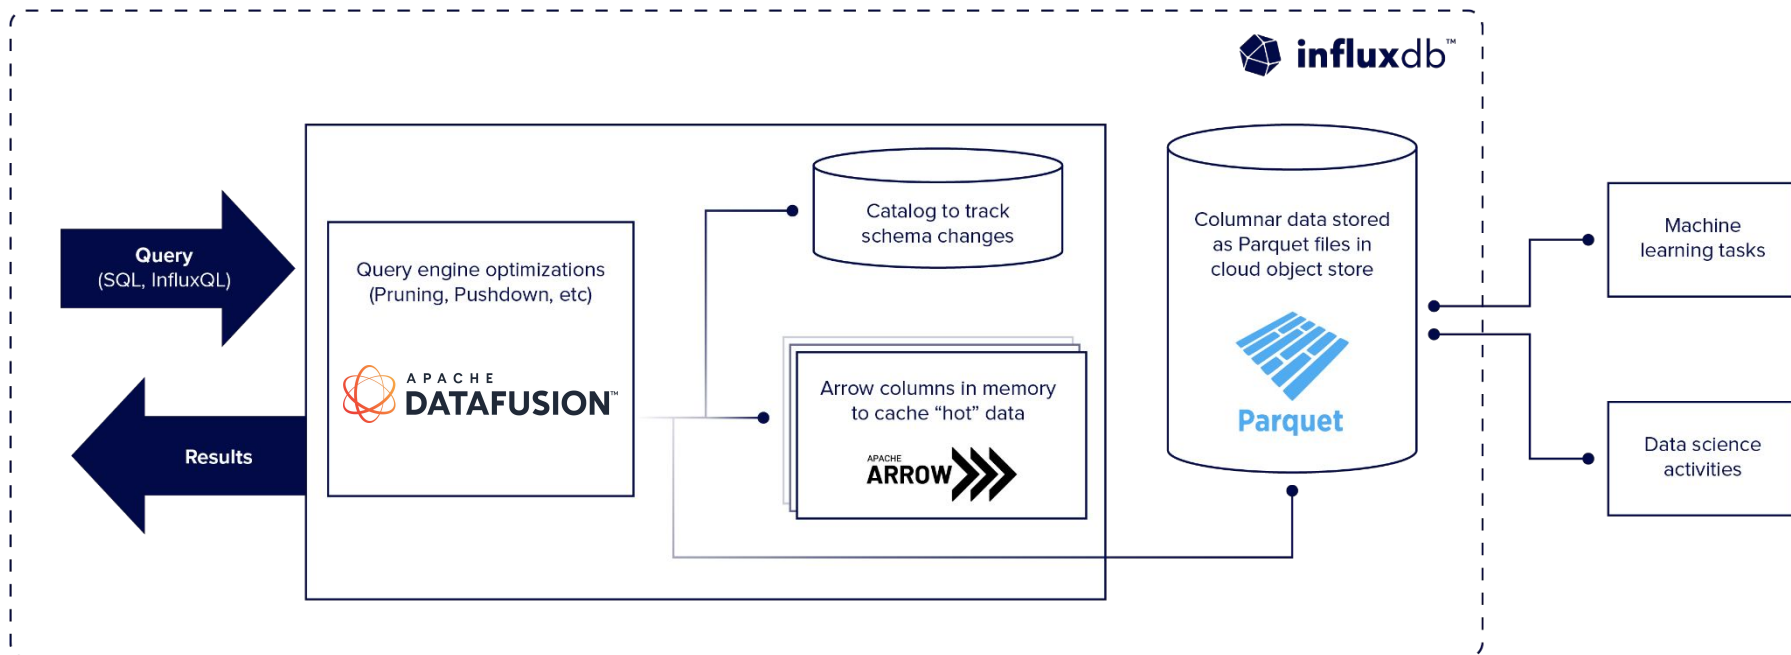 influxdb™
Query
(SQL, InfluxQL)
Results
Query engine optimizations
(Pruning, Pushdown, etc)
APACHE
DATAFUSION™
Catalog to track
schema changes
Arrow columns in memory
to cache “hot” data
APACHE
ARROW
Columnar data stored
as Parquet files in
cloud object store
Parquet
Machine
learning tasks
Data science
activities